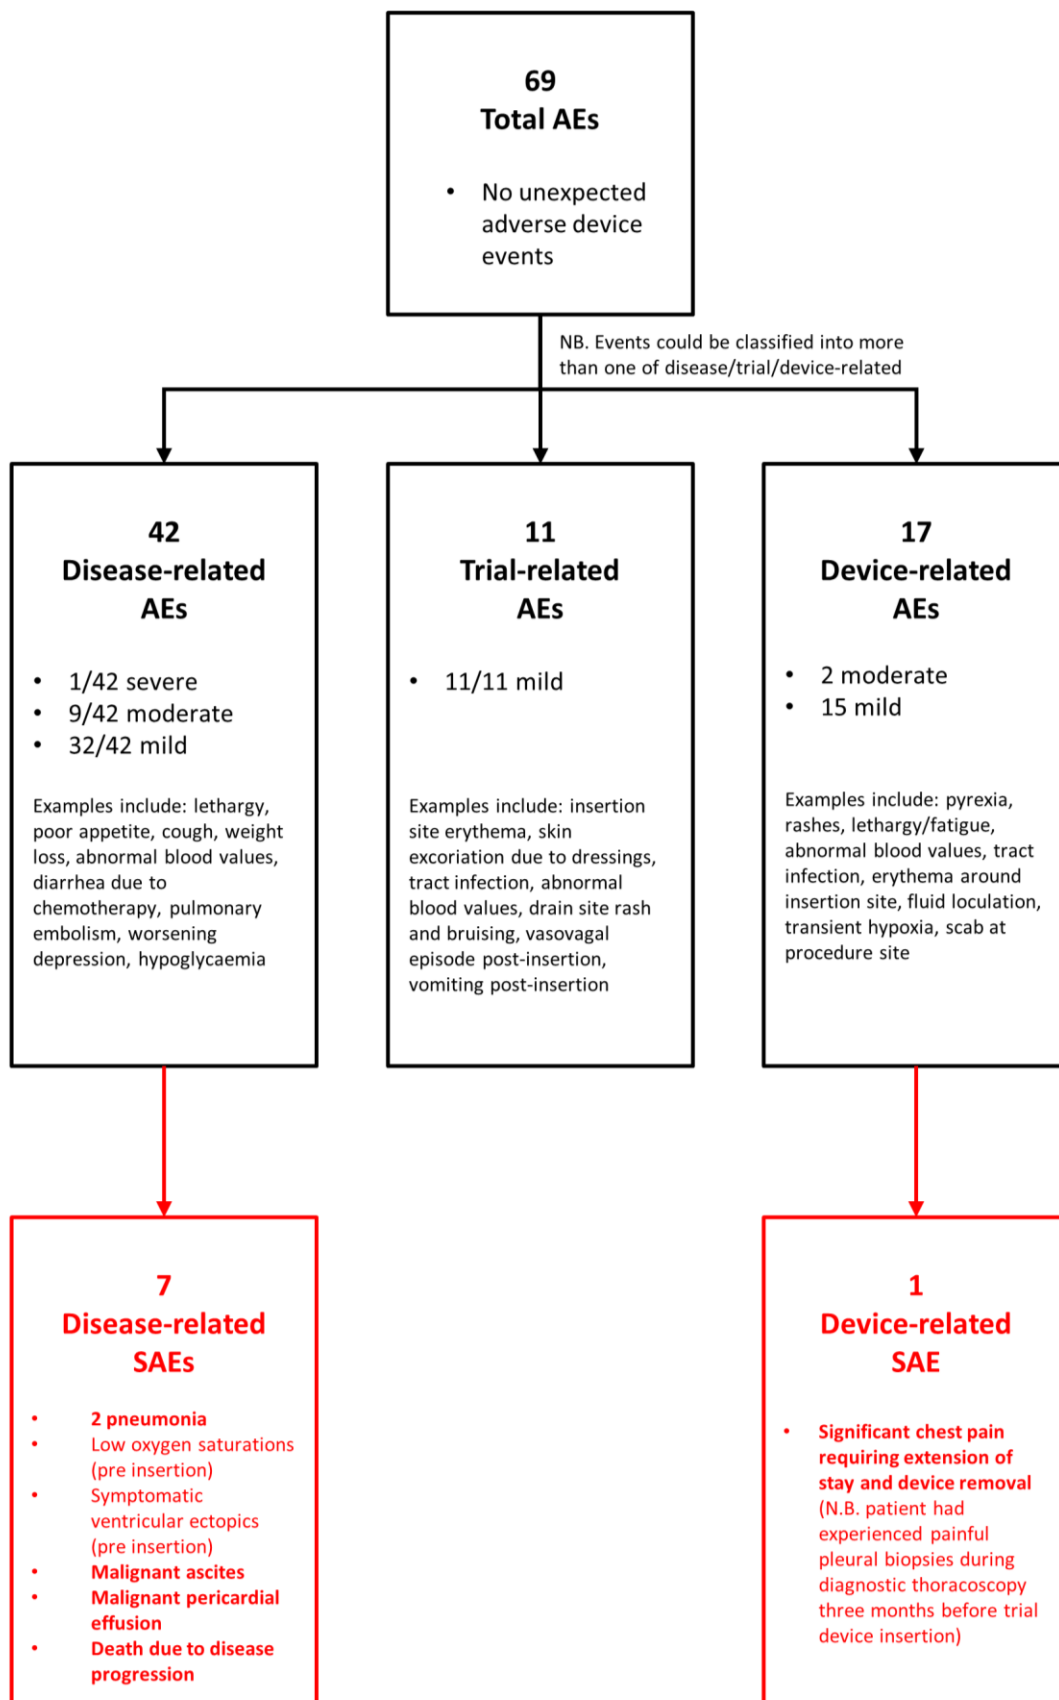 69
Total AEs
• No unexpected
adverse device
events
NB. Events could be classified into more
than one of disease/trial/device-related
42
Disease-related
AEs
• 1/42 severe
• 9/42 moderate
• 32/42 mild
Examples include: lethargy,
poor appetite, cough, weight
loss, abnormal blood values,
diarrhea due to
chemotherapy, pulmonary
embolism, worsening
depression, hypoglycaemia
11
Trial-related
AEs
• 11/11 mild
Examples include: insertion
site erythema, skin
excoriation due to dressings,
tract infection, abnormal
blood values, drain site rash
and bruising, vasovagal
episode post-insertion,
vomiting post-insertion
17
Device-related
AEs
• 2 moderate
• 15 mild
Examples include: pyrexia,
rashes, lethargy/fatigue,
abnormal blood values, tract
infection, erythema around
insertion site, fluid loculation,
transient hypoxia, scab at
procedure site
7
Disease-related
SAEs
• 2 pneumonia
• Low oxygen saturations
(pre insertion)
• Symptomatic
ventricular ectopics
(pre insertion)
• Malignant ascites
• Malignant pericardial
effusion
• Death due to disease
progression
1
Device-related
SAE
• Significant chest pain
requiring extension of
stay and device removal
(N.B. patient had
experienced painful
pleural biopsies during
diagnostic thoracoscopy
three months before trial
device insertion)